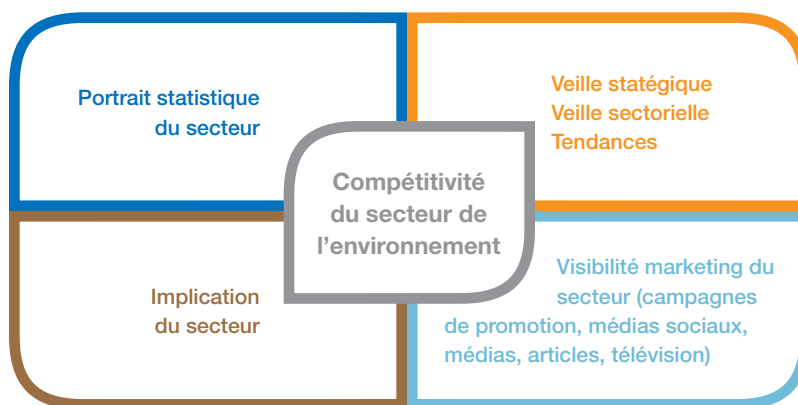 Portrait statistique
du secteur
Veille statégique
Veille sectorielle
Tendances
Compétitivité
du secteur de
l’environnement
Implication
du secteur
Visibilité marketing du
secteur (campagnes
de promotion, médias sociaux,
médias, articles, télévision)